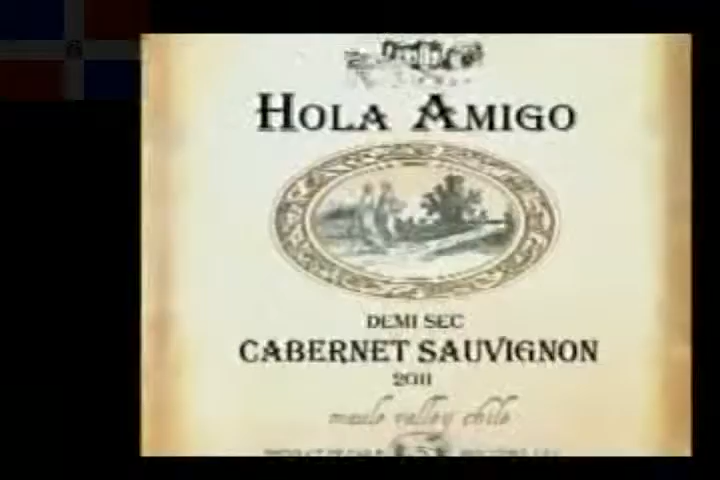 HOLA AMIGO
DEMI SEC
CABERNET SAUVIGNON
2011
maule valley chile